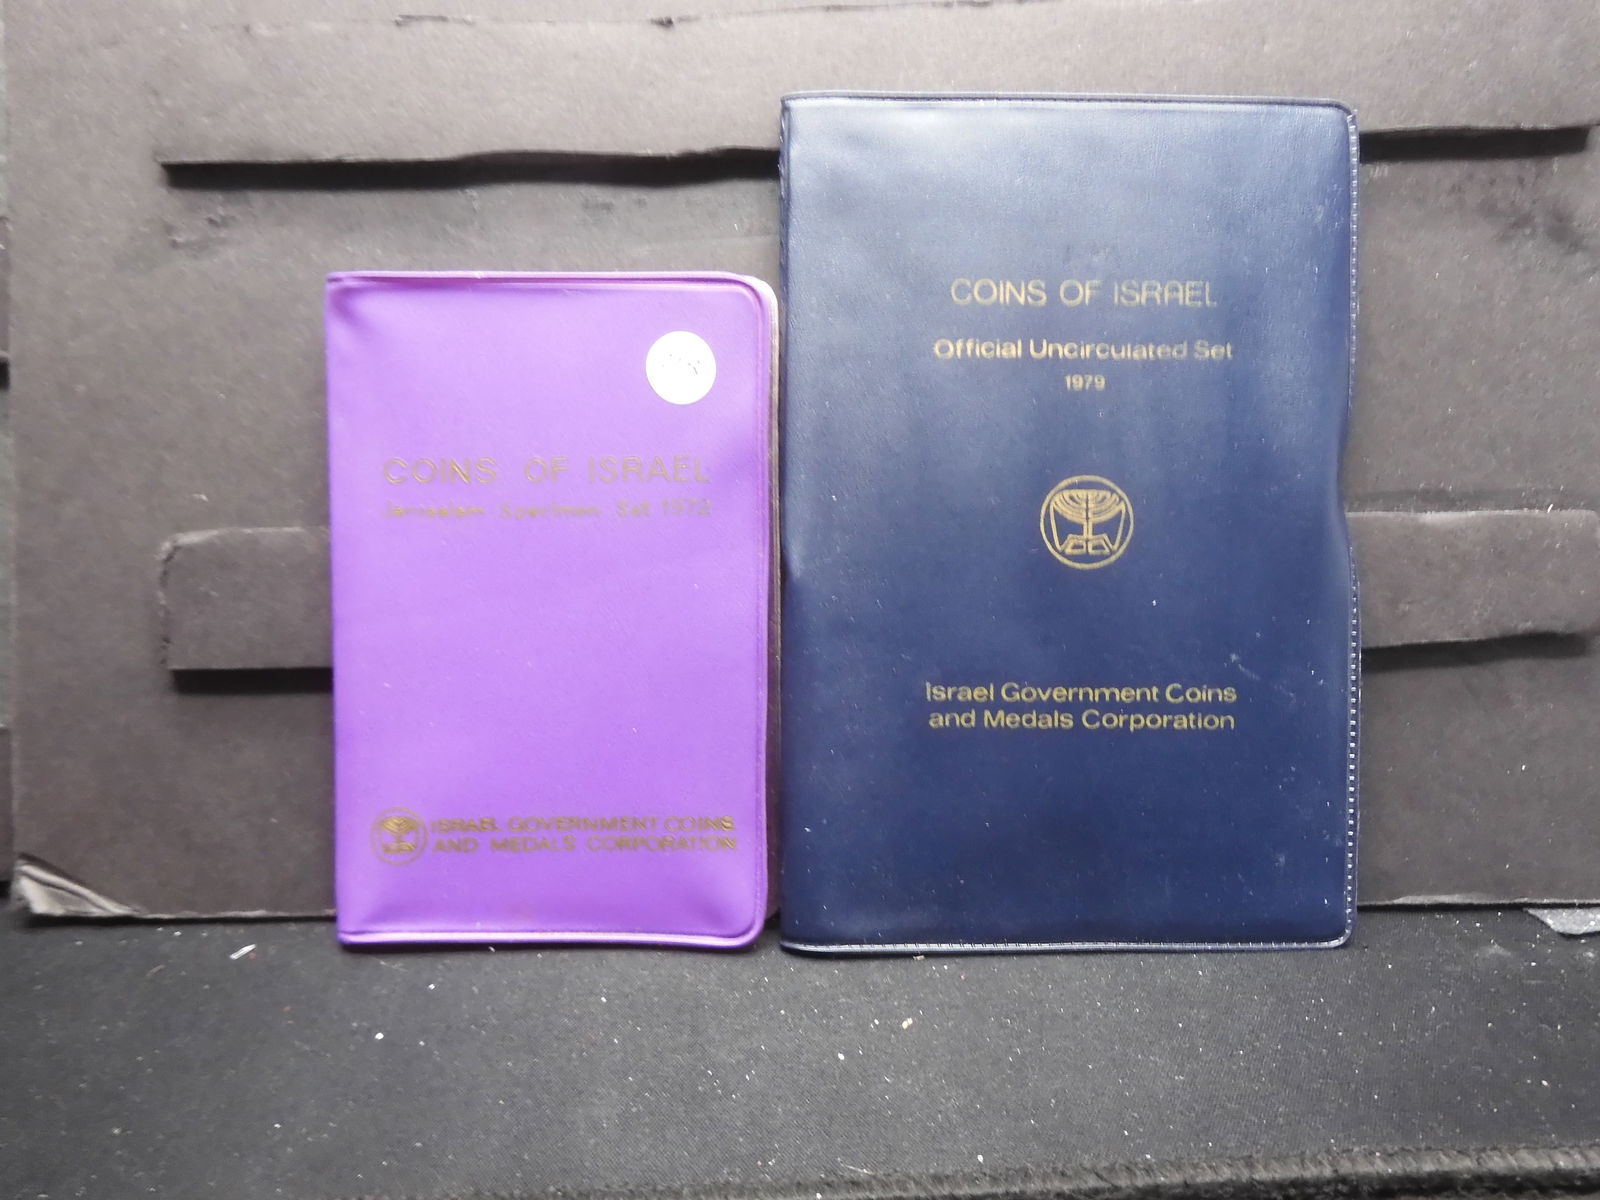 COINS OF ISRAEL
Jerusalem Specimen Set 1972
ISRAEL GOVERNMENT COINS
AND MEDALS CORPORATION
COINS OF ISRAEL
Official Uncirculated Set
1979
Israel Government Coins
and Medals Corporation